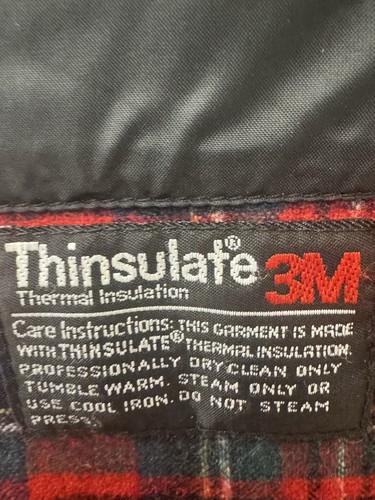 Thinsulate® 3M
Thermal Insulation
Care Instructions: THIS GARMENT IS MADE
WITH THINSULATE® THERMAL INSULATION.
PROFESSIONALLY DRY CLEAN ONLY
TUMBLE WARM. STEAM ONLY OR
USE COOL IRON. DO NOT STEAM
PRESS.